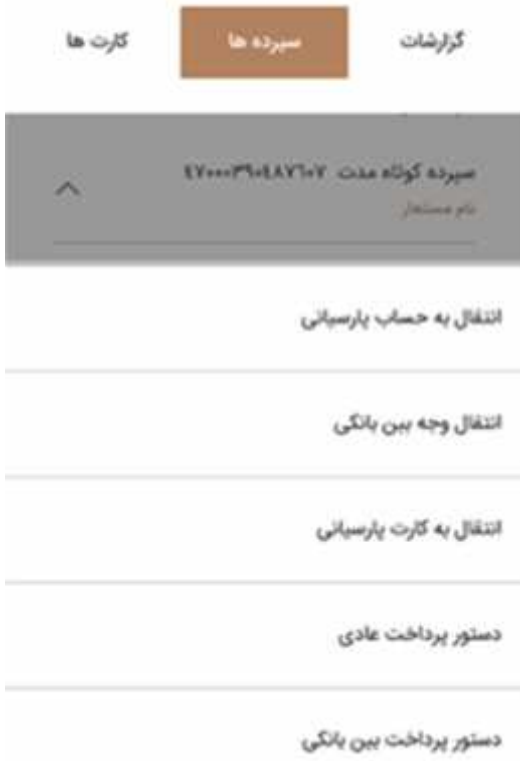 گزارشات
سپرده ها
کارت ها
سپرده کوتاه مدت ٤٧٠٠٠٣٩٠٤٨٧٦٠٧
نام مستعار
انتقال به حساب پارسیانی
انتقال وجه بین بانکی
انتقال به کارت پارسیانی
دستور پرداخت عادی
دستور پرداخت بین بانکی